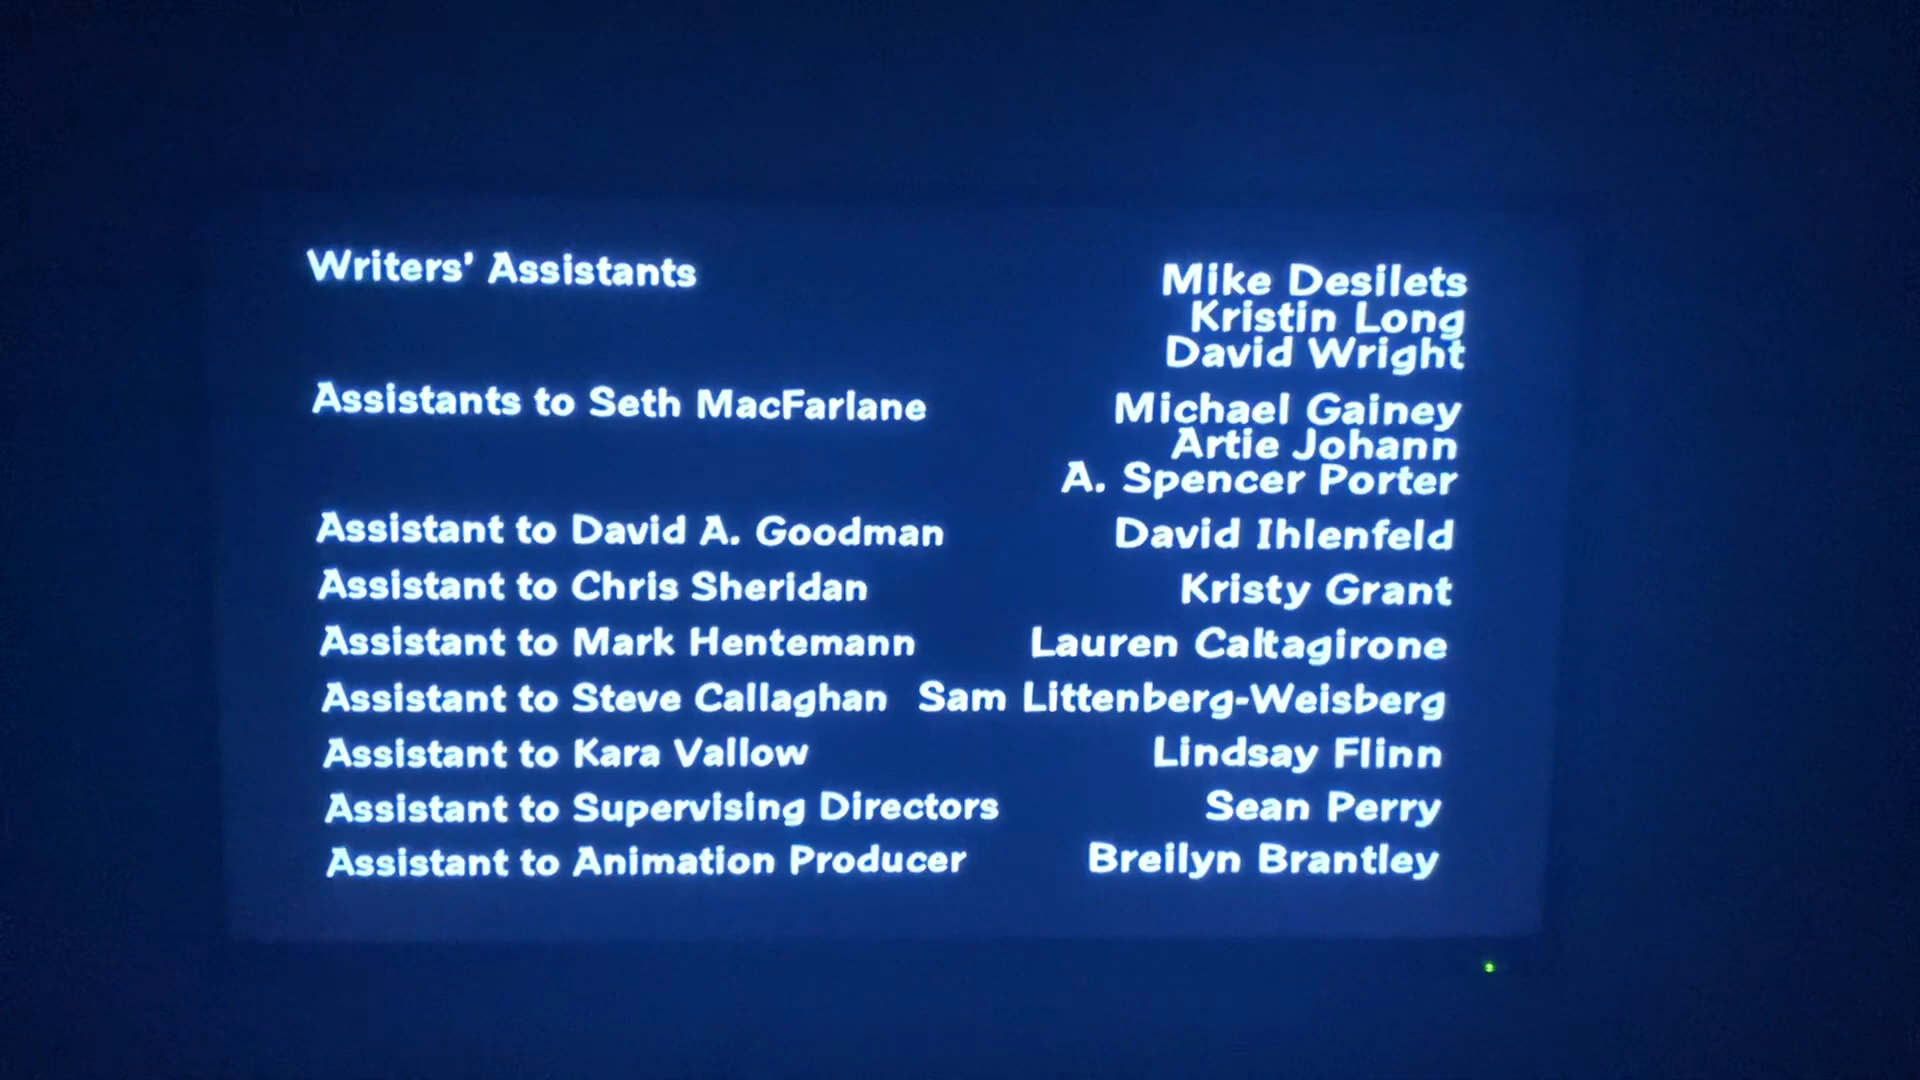 Writers' Assistants Mike Desilets
Kristin Long
David Wright
Assistants to Seth MacFarlane Michael Gainey
Artie Johann
A. Spencer Porter
Assistant to David A. Goodman David Ihlenfeld
Assistant to Chris Sheridan Kristy Grant
Assistant to Mark Hentemann Lauren Caltagirone
Assistant to Steve Callaghan Sam Littenberg-Weisberg
Assistant to Kara Vallow Lindsay Flinn
Assistant to Supervising Directors Sean Perry
Assistant to Animation Producer Breilyn Brantley